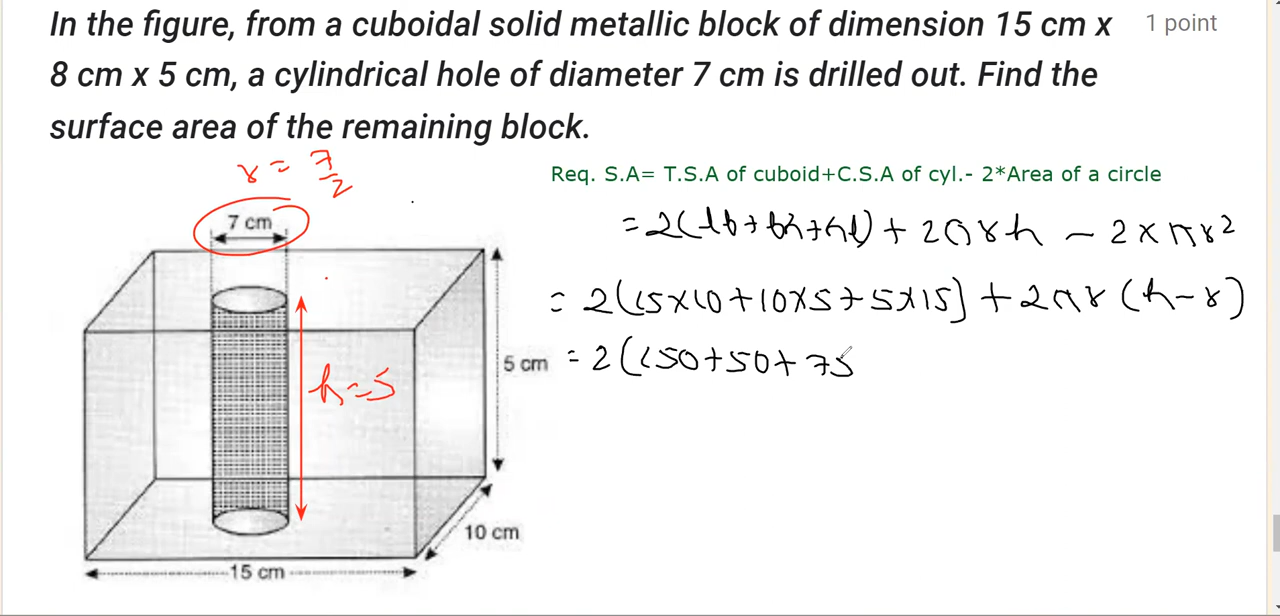 In the figure, from a cuboidal solid metallic block of dimension 15 cm x
1 point
8 cm x 5 cm, a cylindrical hole of diameter 7 cm is drilled out. Find the
surface area of the remaining block.
r = 7/2
Req. S.A= T.S.A of cuboid+C.S.A of cyl.- 2*Area of a circle
7 cm
= 2(lb+bh+hl) + 2πrh - 2×πr²
= 2(15×10+10×5+5×15] + 2πr(h-r)
= 2(150+50+75
5 cm
h=5
10 cm
15 cm